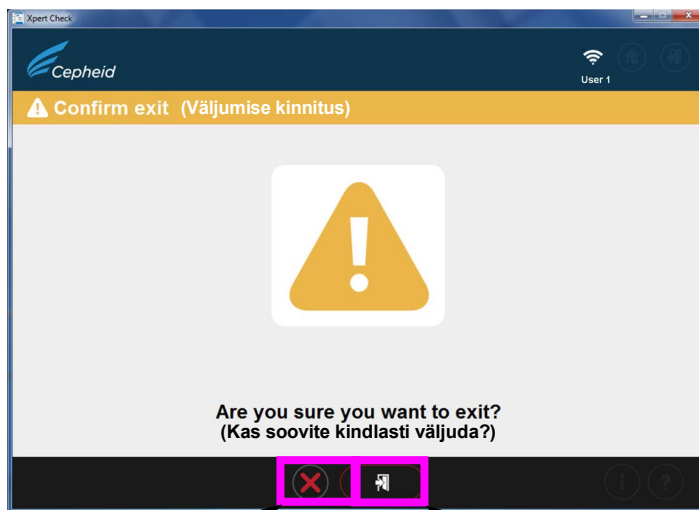 Xpert Check
Cepheid
User 1
Confirm exit (Väljumise kinnitus)
Are you sure you want to exit?
(Kas soovite kindlasti väljuda?)